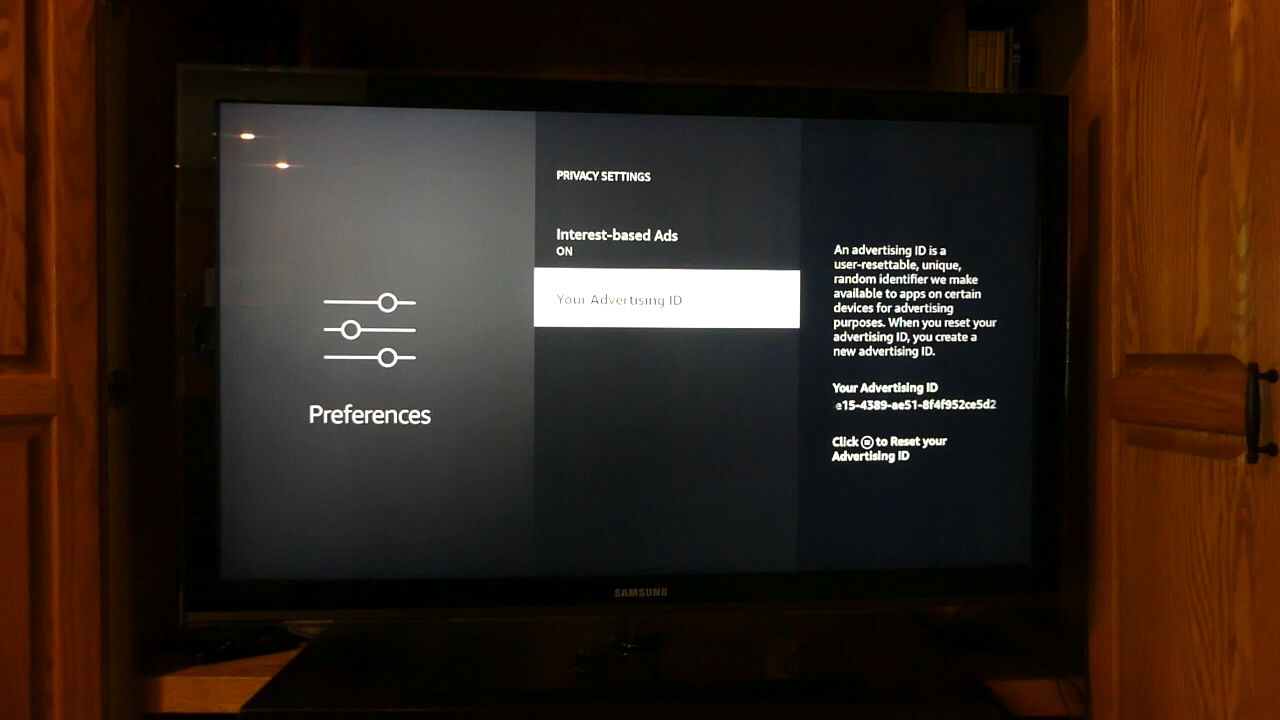 PRIVACY SETTINGS
Interest-based Ads
ON
Your Advertising ID
Preferences
An advertising ID is a
user-resettable, unique,
random identifier we make
available to apps on certain
devices for advertising
purposes. When you reset your
advertising ID, you create a
new advertising ID.
Your Advertising ID
e15-4389-ae51-8f4f952ce5d2
Click to Reset your
Advertising ID
SAMSUNG